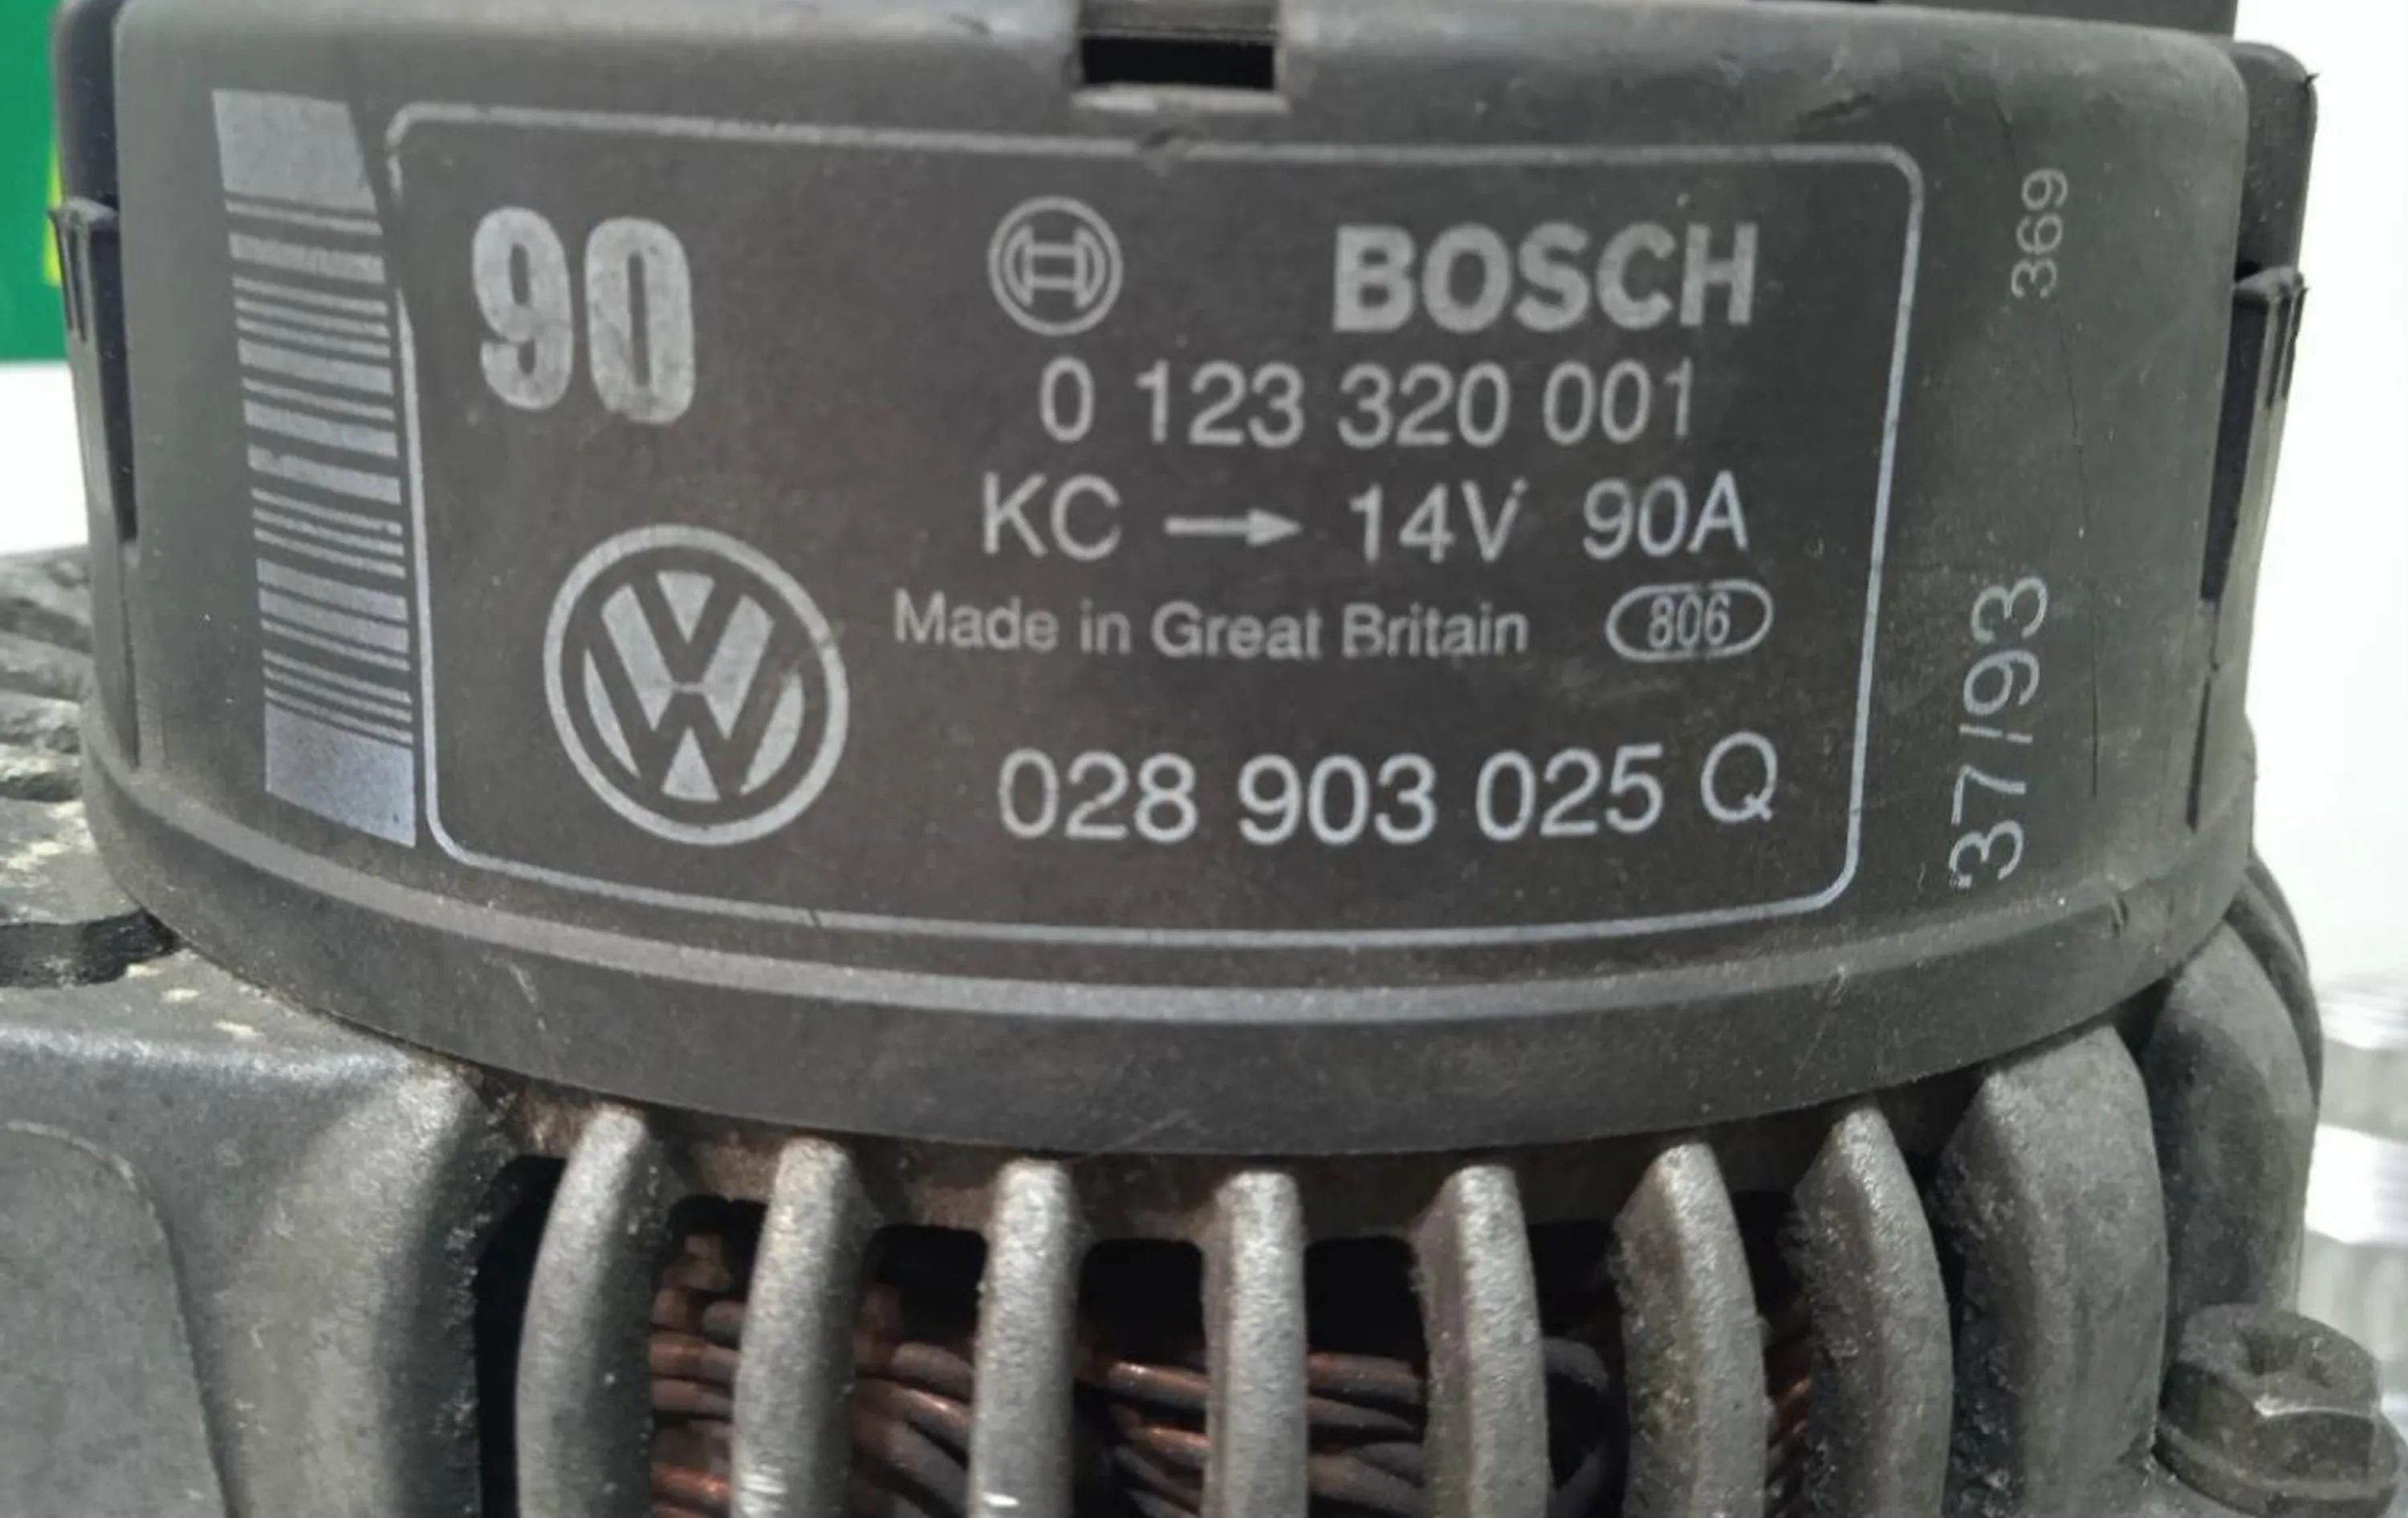 90
BOSCH
0 123 320 001
KC → 14V 90A
Made in Great Britain 806
028 903 025 Q
369
37/93